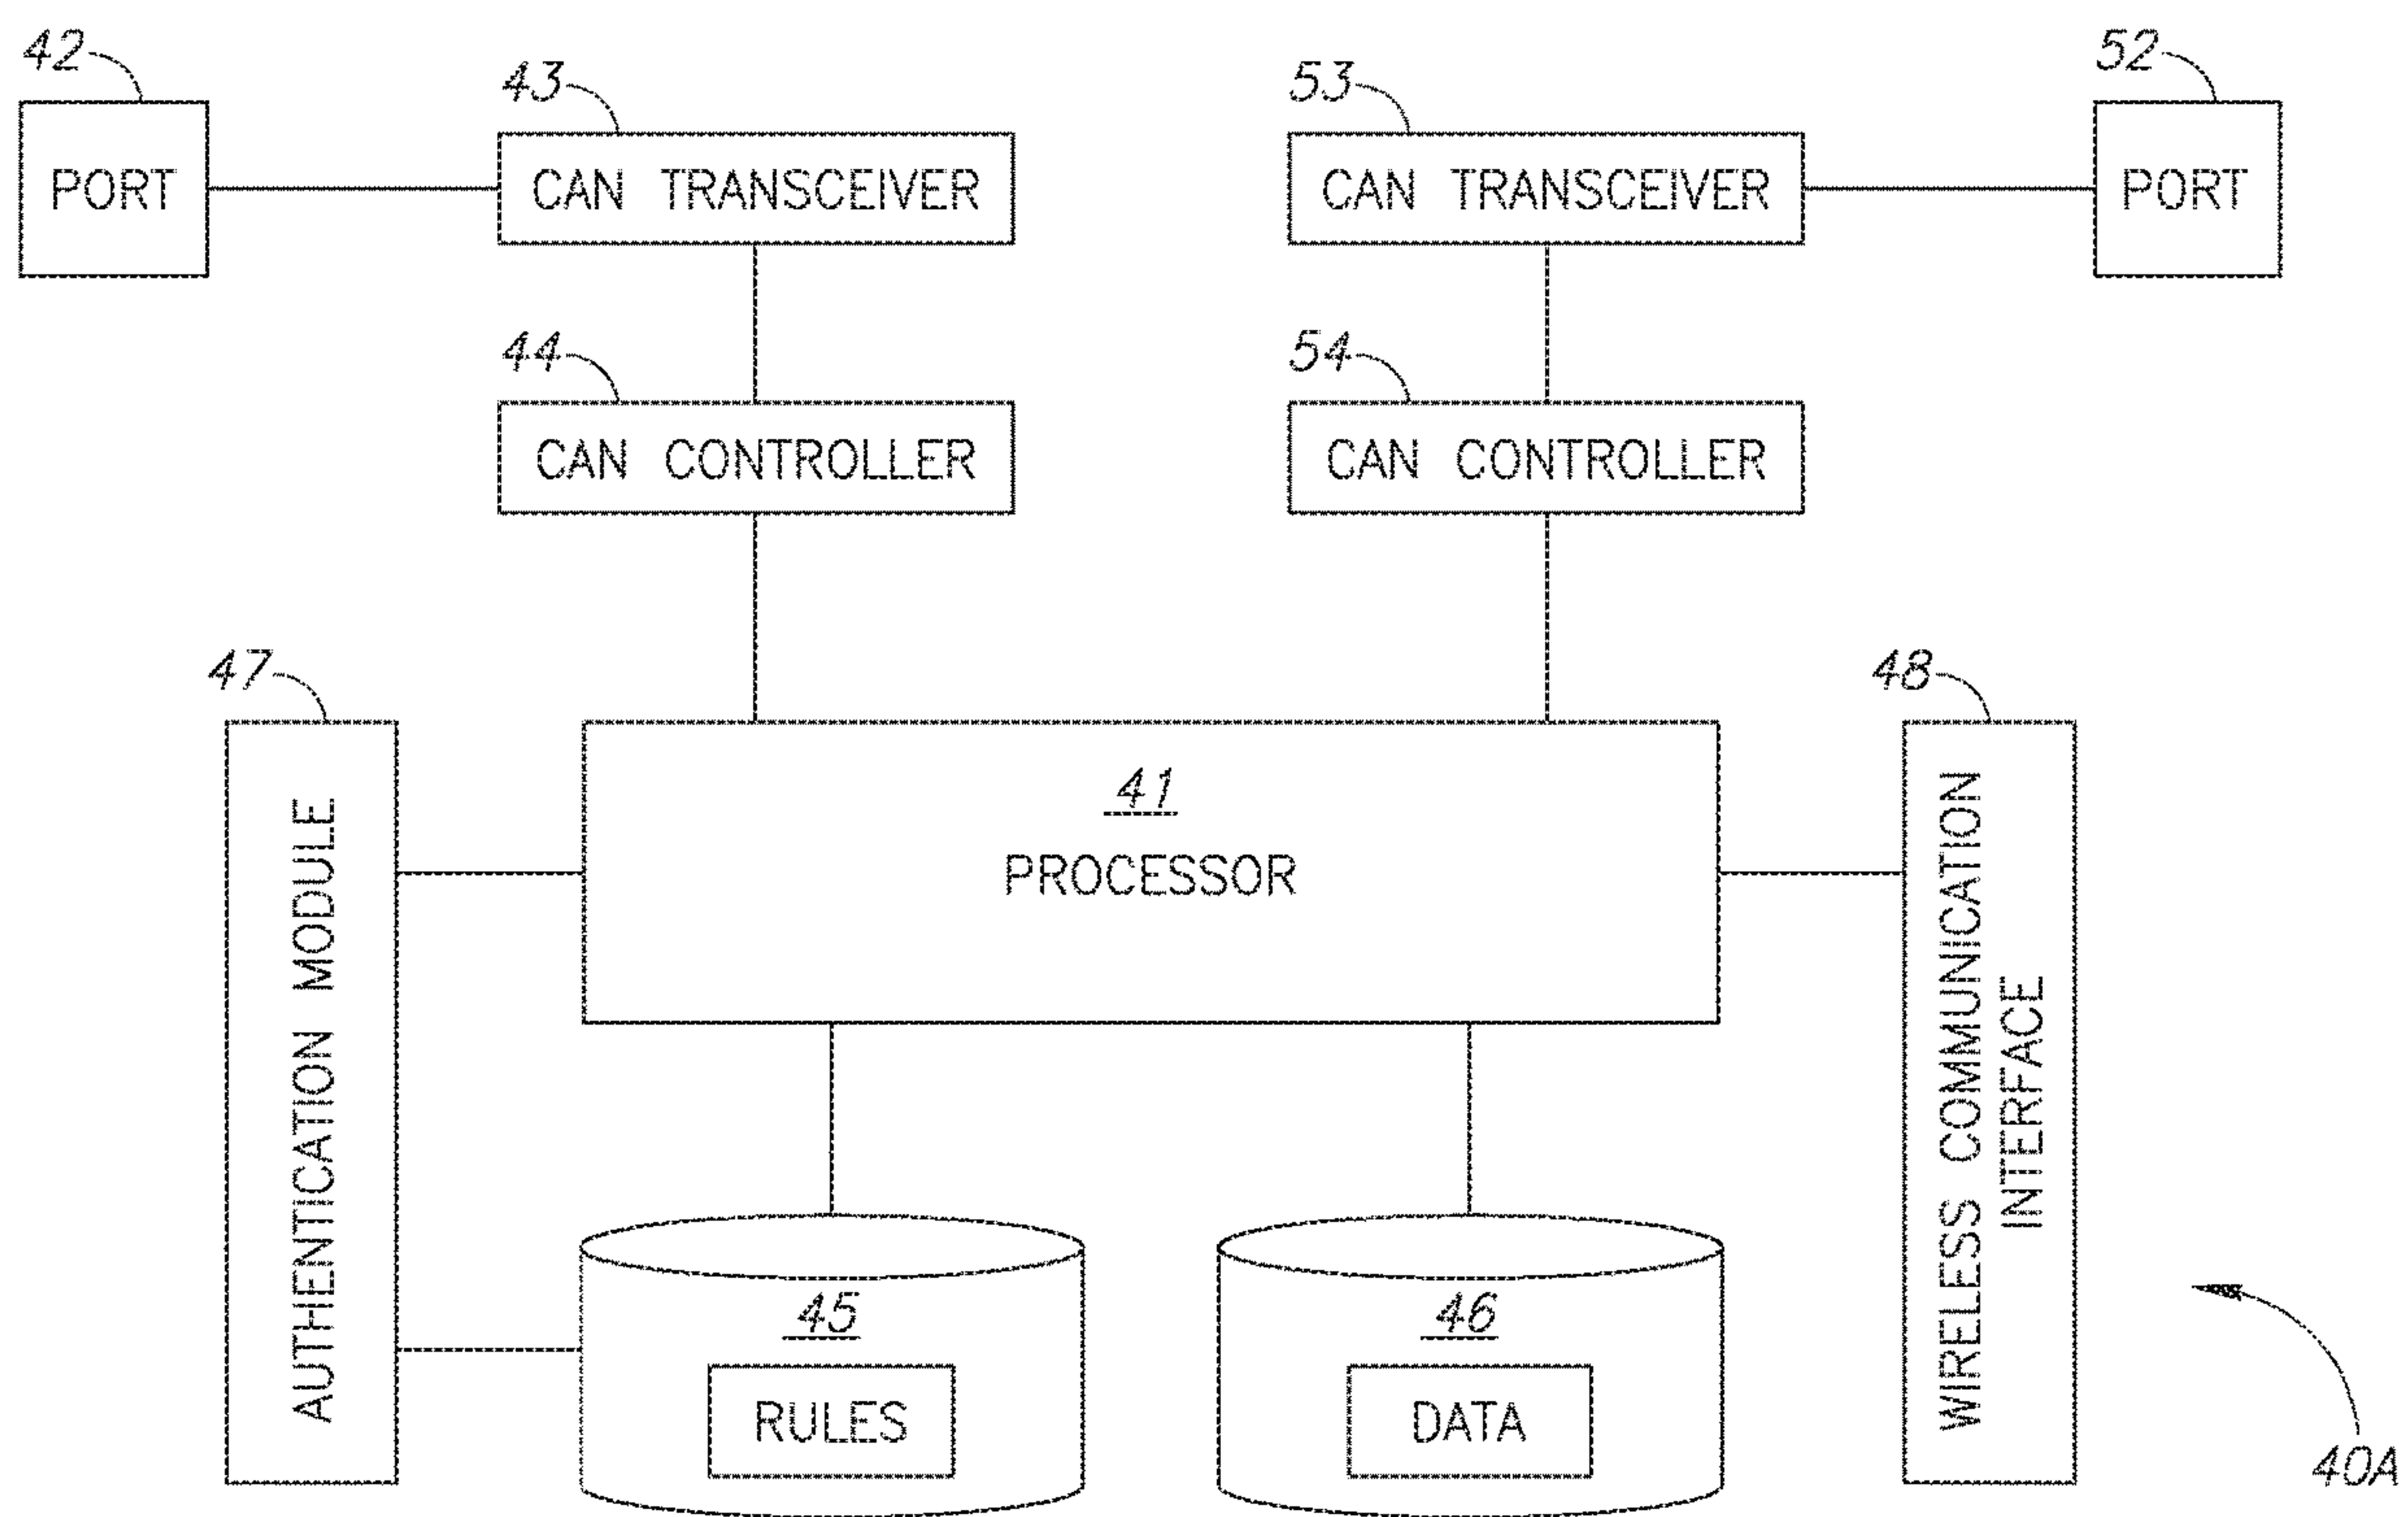 42
43
53
52
PORT
CAN TRANSCEIVER
CAN TRANSCEIVER
PORT
44
54
CAN CONTROLLER
CAN CONTROLLER
47
48
41
PROCESSOR
AUTHENTICATION MODULE
WIRELESS COMMUNICATION
INTERFACE
45
RULES
46
DATA
40A